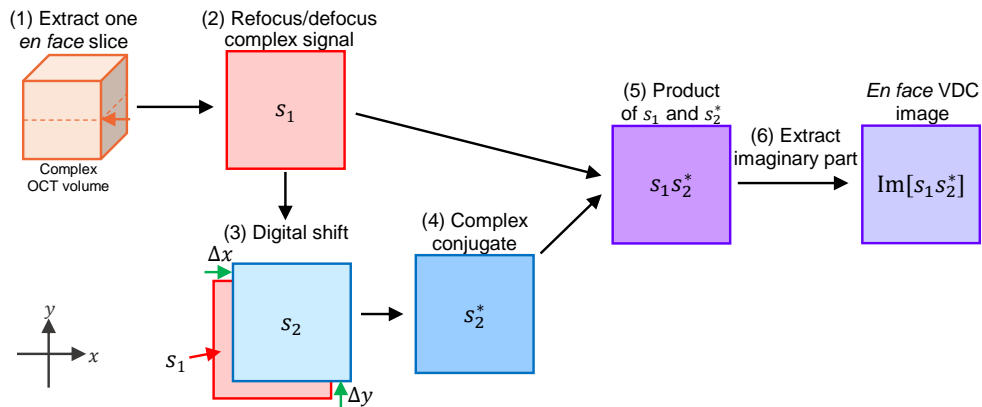 (1) Extract one
en face slice
Complex
OCT volume
(2) Refocus/defocus
complex signal
s₁
(3) Digital shift
Δx
s₂
s₁
Δy
y
x
(4) Complex
conjugate
s₂*
(5) Product
of s₁ and s₂*
s₁s₂*
(6) Extract
imaginary part
En face VDC
image
Im[s₁s₂*]